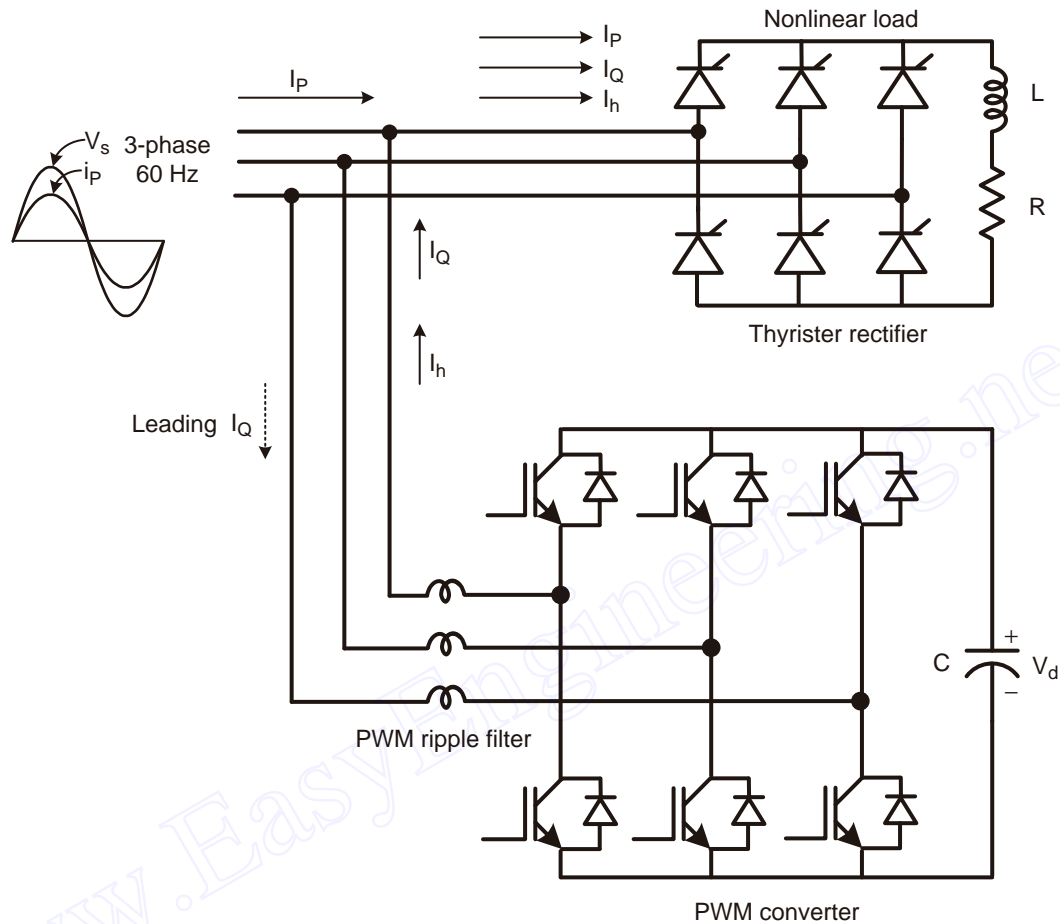 Nonlinear load
I_P
I_Q
I_h
I_P
V_s 3-phase
i_P 60 Hz
L
R
I_Q
Thyrister rectifier
I_h
Leading I_Q
C + V_d −
PWM ripple filter
PWM converter
www.EasyEngineering.ne